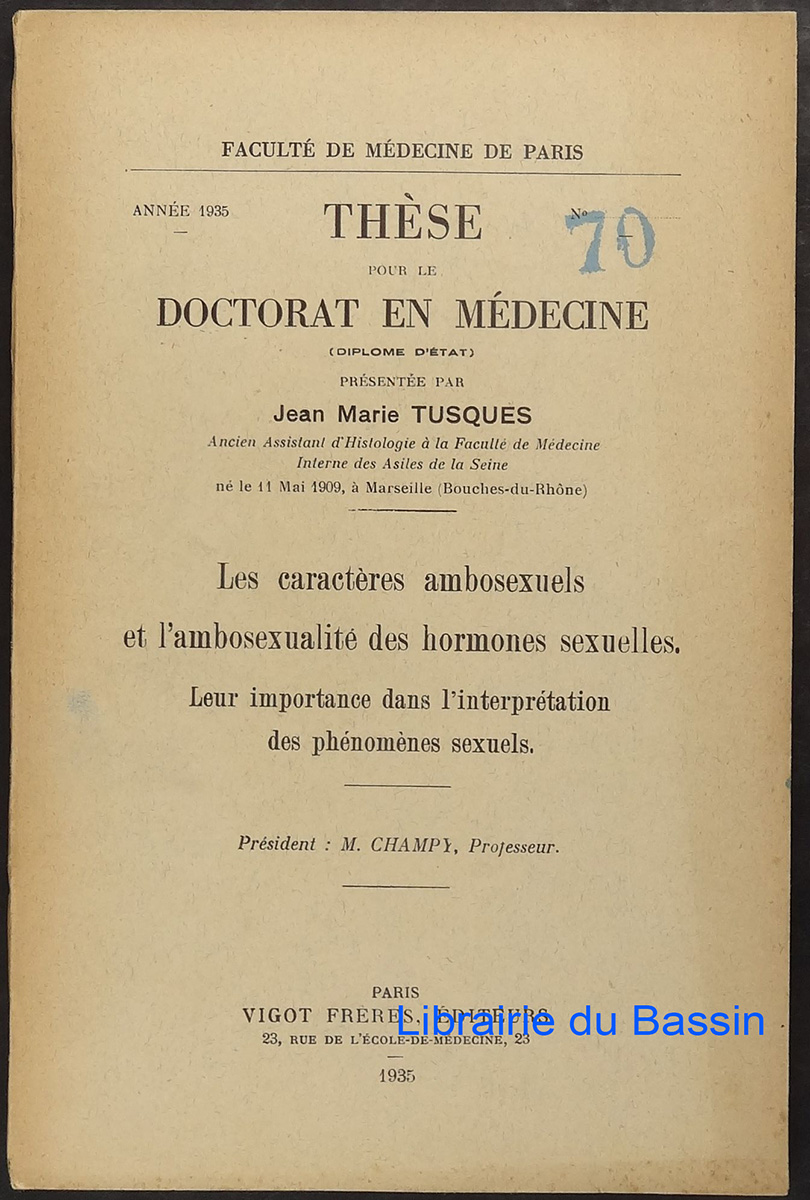 FACULTÉ DE MÉDECINE DE PARIS
ANNÉE 1935
THÈSE
No
70
POUR LE
DOCTORAT EN MÉDECINE
(DIPLOME D'ÉTAT)
PRÉSENTÉE PAR
Jean Marie TUSQUES
Ancien Assistant d'Histologie à la Faculté de Médecine
Interne des Asiles de la Seine
né le 11 Mai 1909, à Marseille (Bouches-du-Rhône)
Les caractères ambosexuels
et l'ambosexualité des hormones sexuelles.
Leur importance dans l'interprétation
des phénomènes sexuels.
Président : M. CHAMPY, Professeur.
PARIS
VIGOT FRÈRES, ÉDITEURS
Librairie du Bassin
23, RUE DE L'ÉCOLE-DE-MÉDECINE, 23
1935